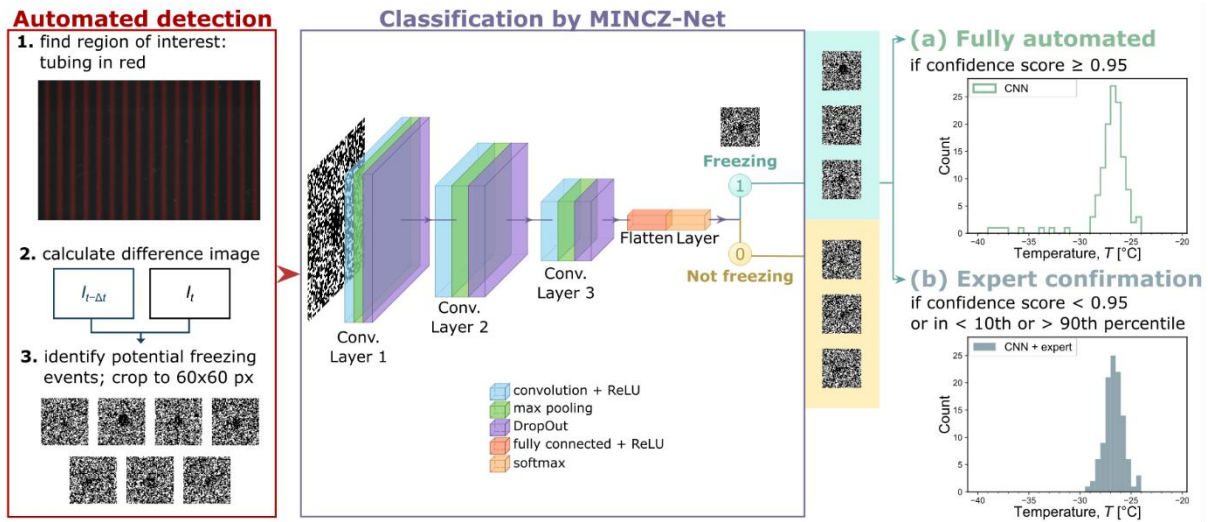 Automated detection
1. find region of interest:
tubing in red
2. calculate difference image
I_{t−Δt}
I_t
3. identify potential freezing
events; crop to 60x60 px
Classification by MINCZ-Net
Conv.
Layer 1
Conv.
Layer 2
Conv.
Layer 3
Flatten Layer
Freezing
1
0
Not freezing
convolution + ReLU
max pooling
DropOut
fully connected + ReLU
softmax
(a) Fully automated
if confidence score ≥ 0.95
CNN
Count
25
20
15
10
5
0
−40
−35
−30
−25
−20
Temperature, T [°C]
(b) Expert confirmation
if confidence score < 0.95
or in < 10th or > 90th percentile
CNN + expert
Count
25
20
15
10
5
0
−40
−35
−30
−25
−20
Temperature, T [°C]